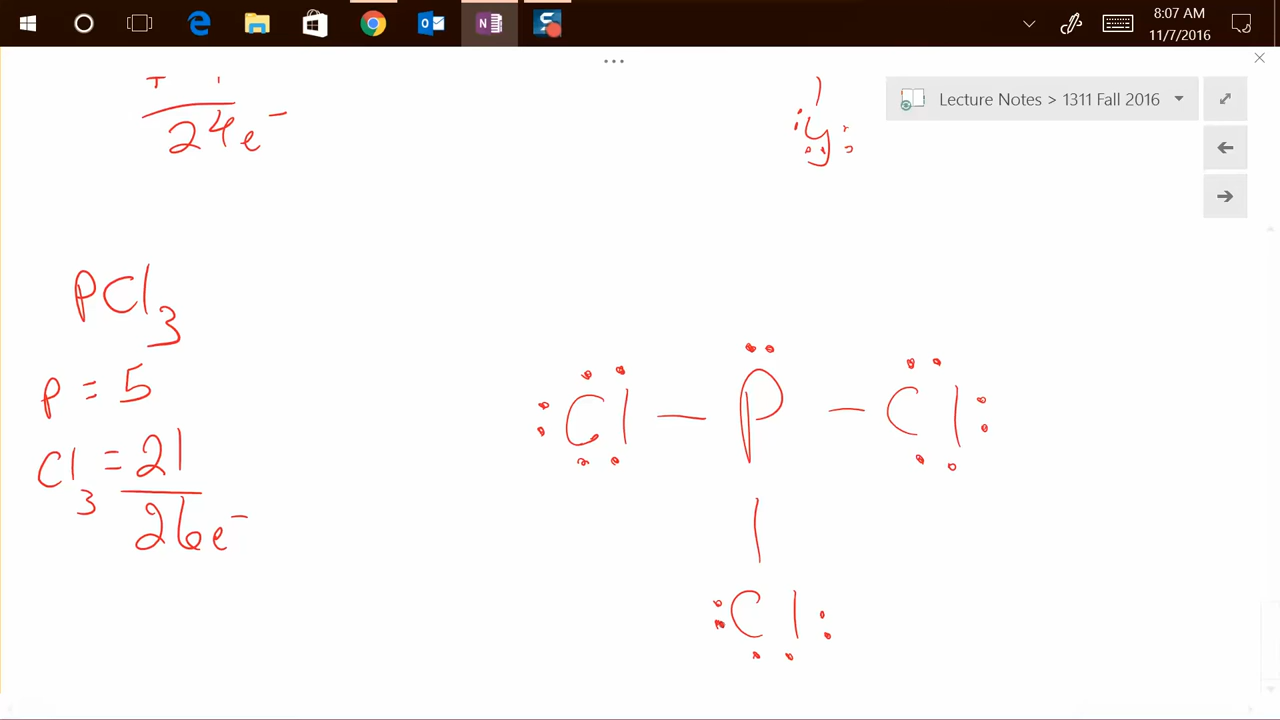 8:07 AM
11/7/2016
Lecture Notes > 1311 Fall 2016
24e⁻
PCl₃
P = 5
Cl₃ = 21
26e⁻
Cl — P — Cl
|
Cl